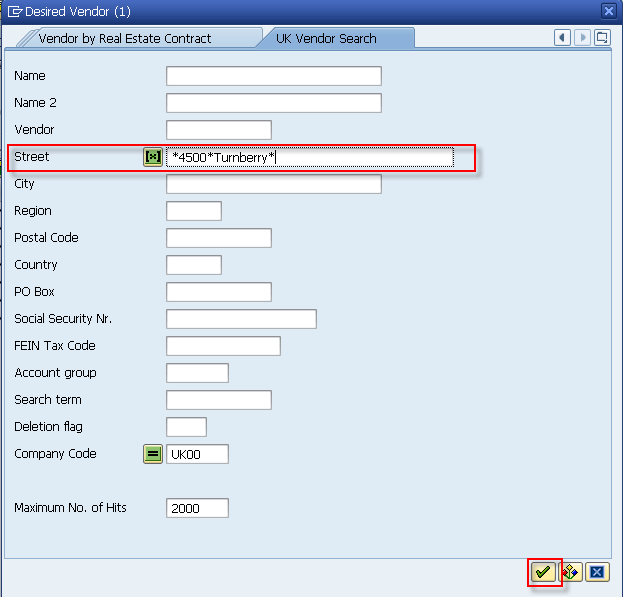 Desired Vendor (1)
Vendor by Real Estate Contract UK Vendor Search
Name
Name 2
Vendor
Street *4500*Turnberry*
City
Region
Postal Code
Country
PO Box
Social Security Nr.
FEIN Tax Code
Account group
Search term
Deletion flag
Company Code UK00
Maximum No. of Hits 2000